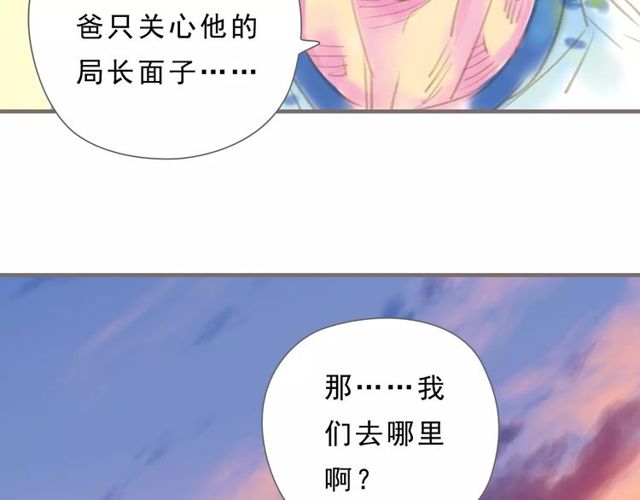 爸只关心他的
局长面子……
那……我
们去哪里
啊?